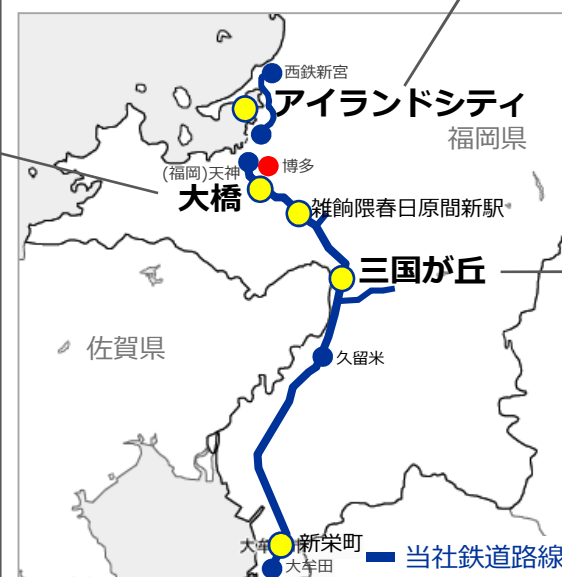 西鉄新宮
アイランドシティ
福岡県
(福岡)天神
博多
大橋
雑餉隈春日原間新駅
三国が丘
佐賀県
久留米
新栄町
大牟田
当社鉄道路線